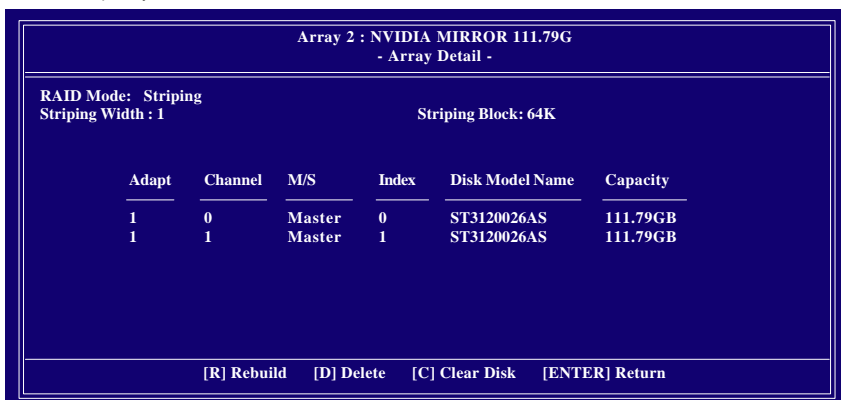 Array 2 : NVIDIA MIRROR 111.79G
- Array Detail -
RAID Mode: Striping
Striping Width : 1 Striping Block: 64K
Adapt Channel M/S Index Disk Model Name Capacity
1 0 Master 0 ST3120026AS 111.79GB
1 1 Master 1 ST3120026AS 111.79GB
[R] Rebuild [D] Delete [C] Clear Disk [ENTER] Return